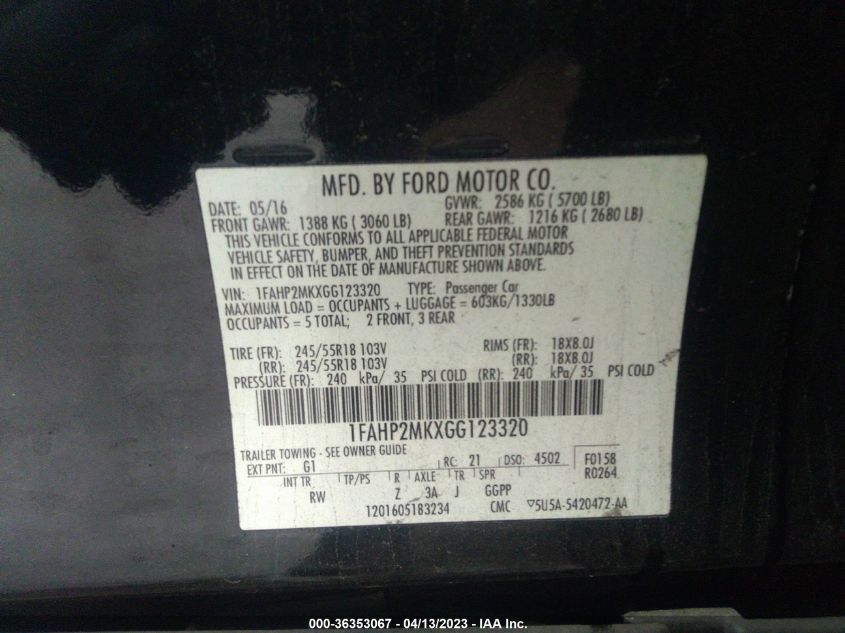 MFD. BY FORD MOTOR CO.
DATE: 05/16 GVWR: 2586 KG ( 5700 LB)
FRONT GAWR: 1388 KG ( 3060 LB) REAR GAWR: 1216 KG ( 2680 LB)
THIS VEHICLE CONFORMS TO ALL APPLICABLE FEDERAL MOTOR
VEHICLE SAFETY, BUMPER, AND THEFT PREVENTION STANDARDS
IN EFFECT ON THE DATE OF MANUFACTURE SHOWN ABOVE.
VIN: 1FAHP2MKXGG123320 TYPE: Passenger Car
MAXIMUM LOAD = OCCUPANTS + LUGGAGE = 603KG/1330LB
OCCUPANTS = 5 TOTAL; 2 FRONT, 3 REAR
TIRE (FR): 245/55R18 103V RIMS (FR): 18X8.0J
(RR): 245/55R18 103V (RR): 18X8.0J
PRESSURE (FR): 240 kPa/ 35 PSI COLD (RR): 240 kPa/ 35 PSI COLD
1FAHP2MKXGG123320
TRAILER TOWING - SEE OWNER GUIDE
EXT PNT: G1 RC: 21 DSO: 4502 F0158
R0264
INT TR TP/PS R AXLE TR SPR
RW Z 3A J GGPP
1201605183234 CMC ▽5U5A-5420472-AA
000-36353067 - 04/13/2023 - IAA Inc.